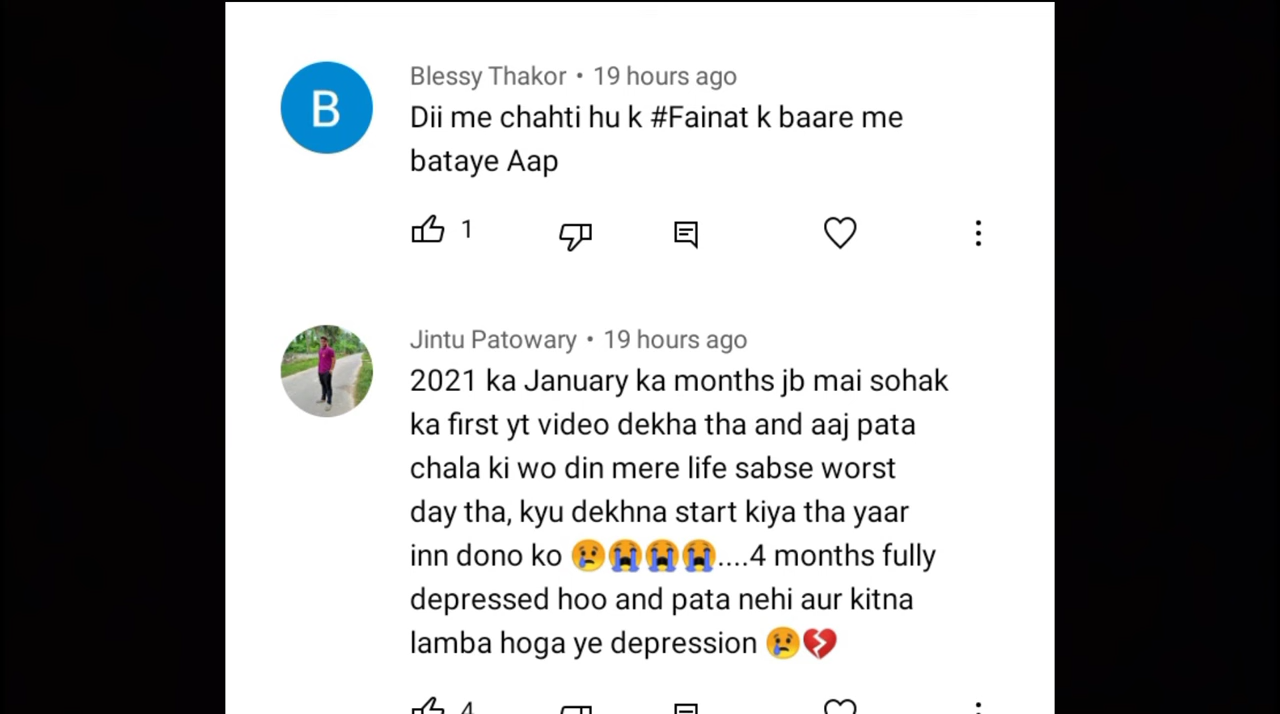 B
Blessy Thakor • 19 hours ago
Dii me chahti hu k #Fainat k baare me
bataye Aap
1
Jintu Patowary • 19 hours ago
2021 ka January ka months jb mai sohak
ka first yt video dekha tha and aaj pata
chala ki wo din mere life sabse worst
day tha, kyu dekhna start kiya tha yaar
inn dono ko 😢😭😭😭....4 months fully
depressed hoo and pata nehi aur kitna
lamba hoga ye depression 😢💔
4